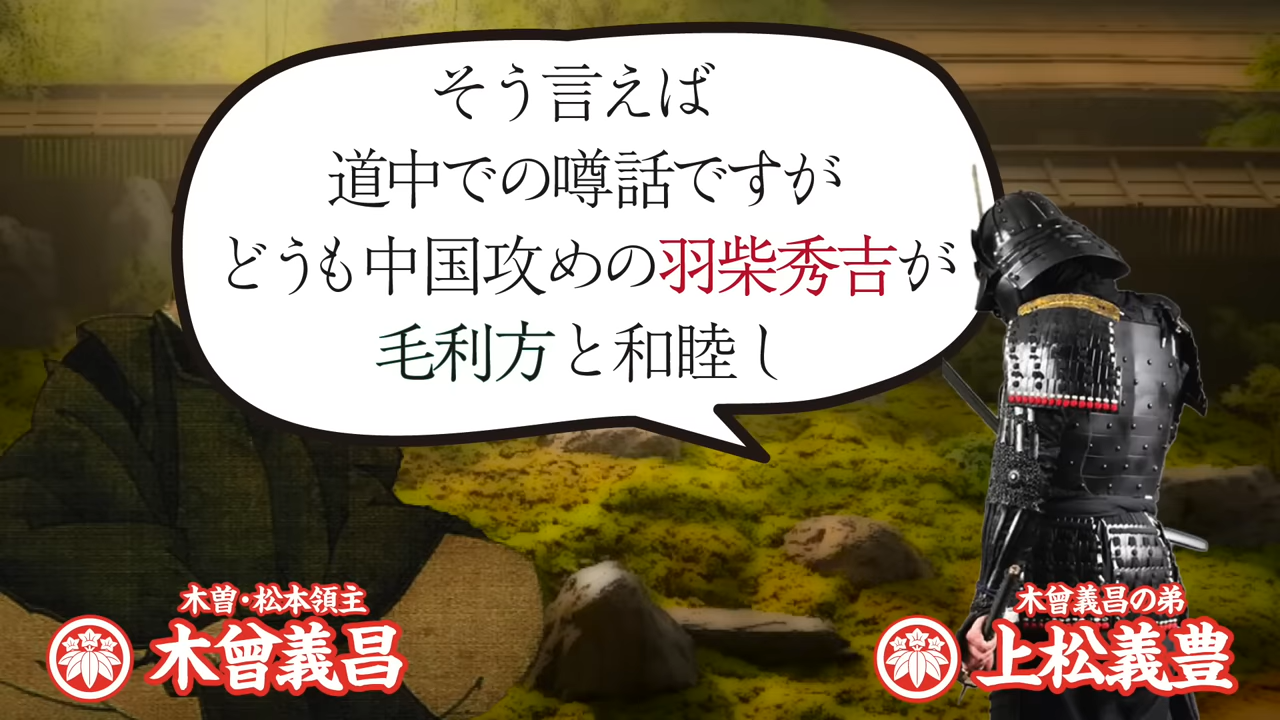 そう言えば
道中での噂話ですが
どうも中国攻めの羽柴秀吉が
毛利方と和睦し
木曽・松本領主
木曾義昌
木曾義昌の弟
上松義豊